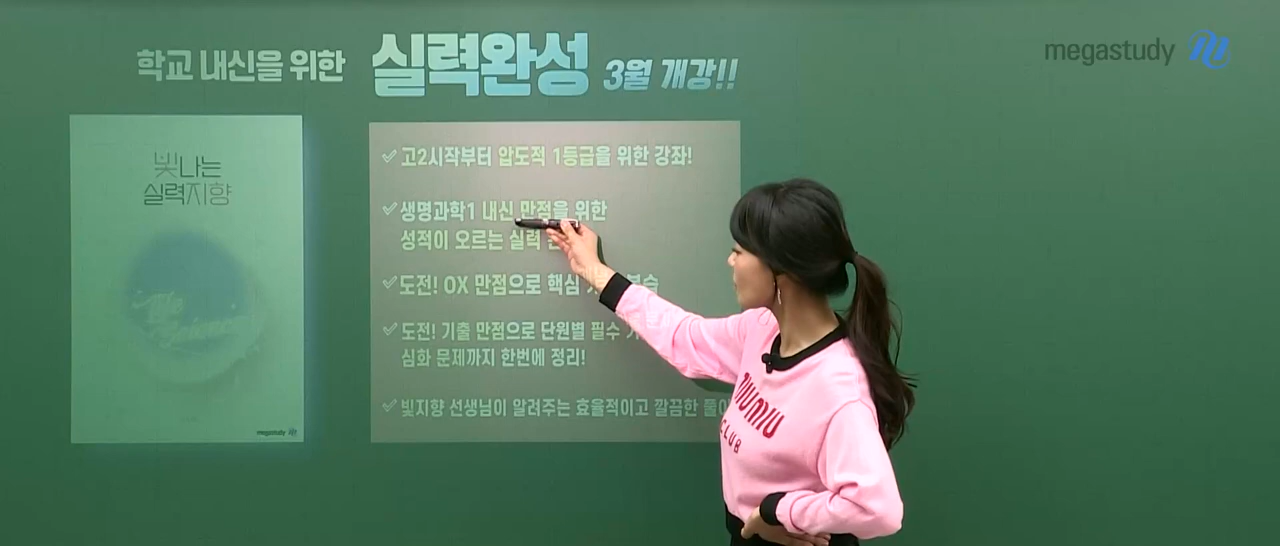 학교 내신을 위한 실력완성 3월 개강!!
megastudy
빛나는
실력지향
megastudy
고2시작부터 압도적 1등급을 위한 강좌!
생명과학1 내신 만점을 위한
성적이 오르는 실력
도전! OX 만점으로 핵심 복습
도전! 기출 만점으로 단원별 필수
심화 문제까지 한번에 정리!
빛지향 선생님이 알려주는 효율적이고 깔끔한
MIUMIU
CLUB